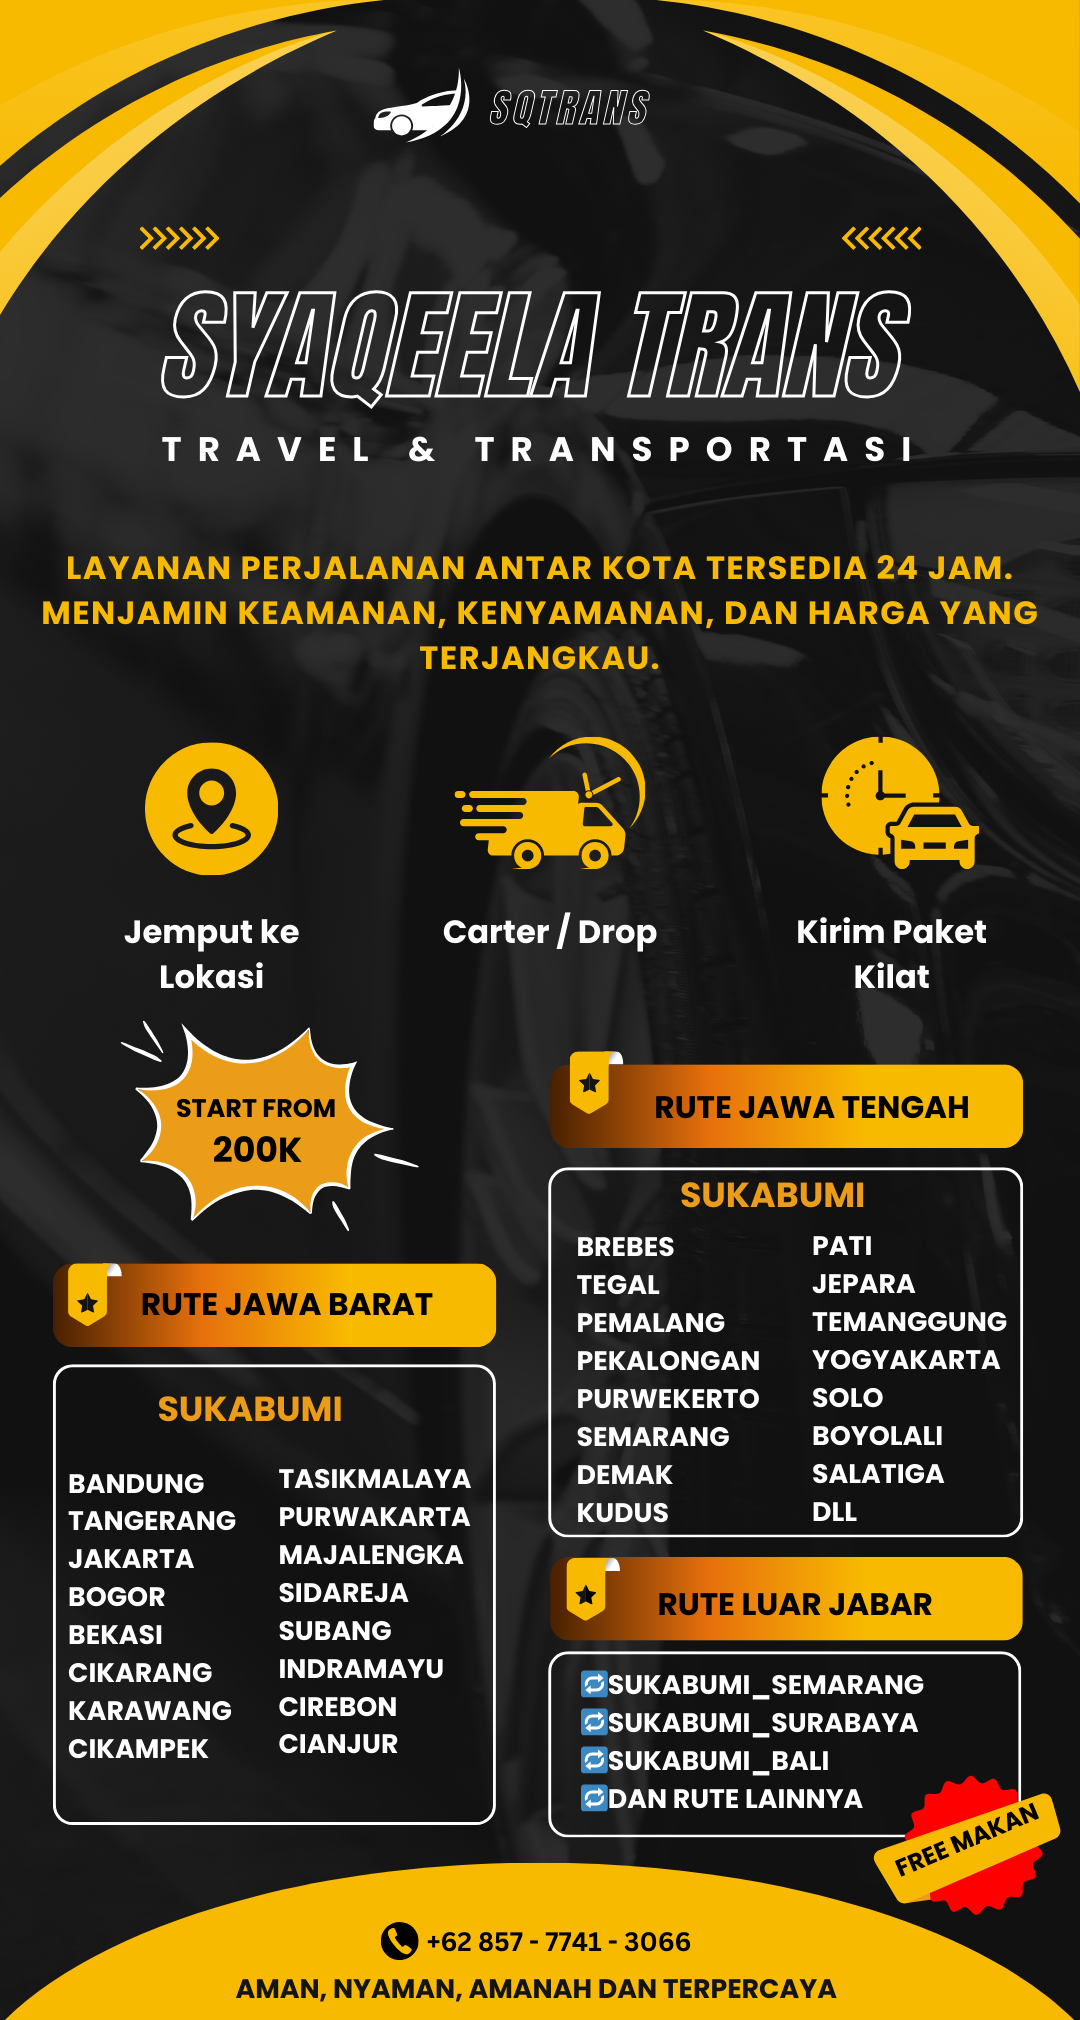 SQTRANS
SYAQEELA TRANS
TRAVEL & TRANSPORTASI
LAYANAN PERJALANAN ANTAR KOTA TERSEDIA 24 JAM.
MENJAMIN KEAMANAN, KENYAMANAN, DAN HARGA YANG
TERJANGKAU.
Jemput ke
Lokasi
Carter / Drop
Kirim Paket
Kilat
START FROM
200K
RUTE JAWA BARAT
SUKABUMI
BANDUNG
TANGERANG
JAKARTA
BOGOR
BEKASI
CIKARANG
KARAWANG
CIKAMPEK
TASIKMALAYA
PURWAKARTA
MAJALENGKA
SIDAREJA
SUBANG
INDRAMAYU
CIREBON
CIANJUR
RUTE JAWA TENGAH
SUKABUMI
BREBES
TEGAL
PEMALANG
PEKALONGAN
PURWEKERTO
SEMARANG
DEMAK
KUDUS
PATI
JEPARA
TEMANGGUNG
YOGYAKARTA
SOLO
BOYOLALI
SALATIGA
DLL
RUTE LUAR JABAR
🔁SUKABUMI_SEMARANG
🔁SUKABUMI_SURABAYA
🔁SUKABUMI_BALI
🔁DAN RUTE LAINNYA
FREE MAKAN
+62 857 - 7741 - 3066
AMAN, NYAMAN, AMANAH DAN TERPERCAYA